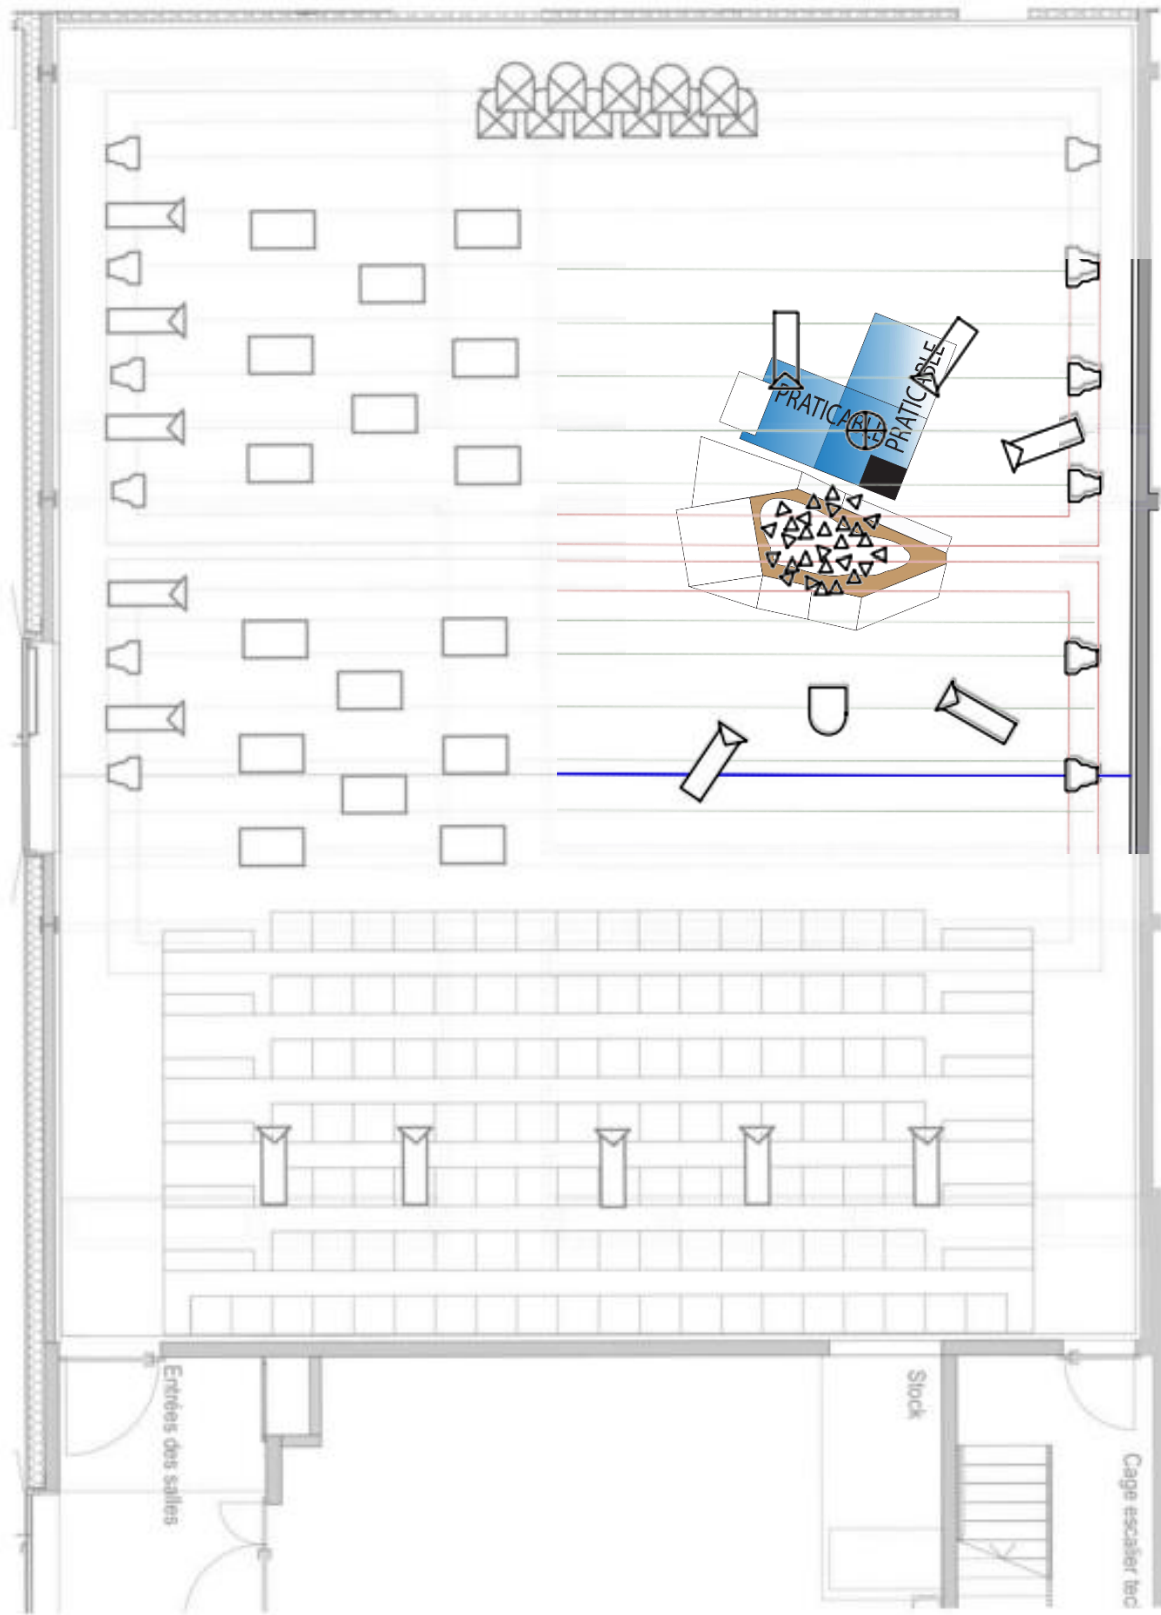 PRATICABLE
PRATICABLE
Entrées des salles
Stock
Cage escalier tec